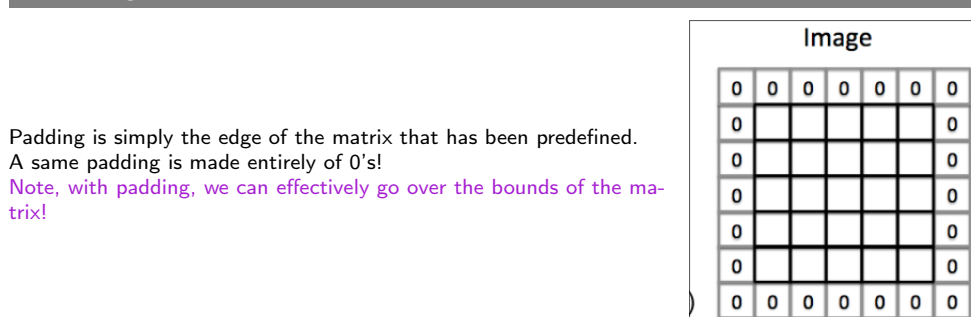 Image
Padding is simply the edge of the matrix that has been predefined.
A same padding is made entirely of 0's!
Note, with padding, we can effectively go over the bounds of the ma-
trix!
0 0 0 0 0 0 0
0 0
0 0
0 0
0 0
0 0
) 0 0 0 0 0 0 0